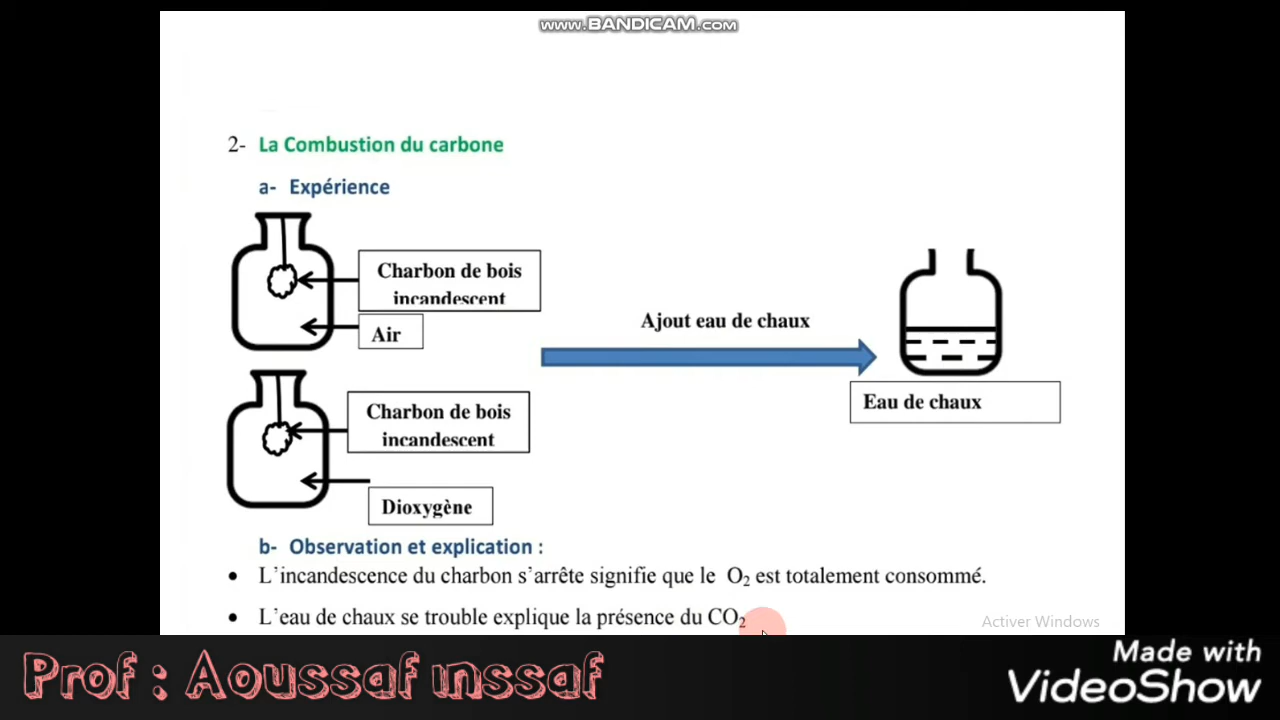 www.BANDICAM.com
2- La Combustion du carbone
a- Expérience
Charbon de bois
incandescent
Air
Ajout eau de chaux
Eau de chaux
Charbon de bois
incandescent
Dioxygène
b- Observation et explication :
• L'incandescence du charbon s'arrête signifie que le O₂ est totalement consommé.
• L'eau de chaux se trouble explique la présence du CO₂
Activer Windows
Prof : Aoussaf inssaf
Made with
VideoShow